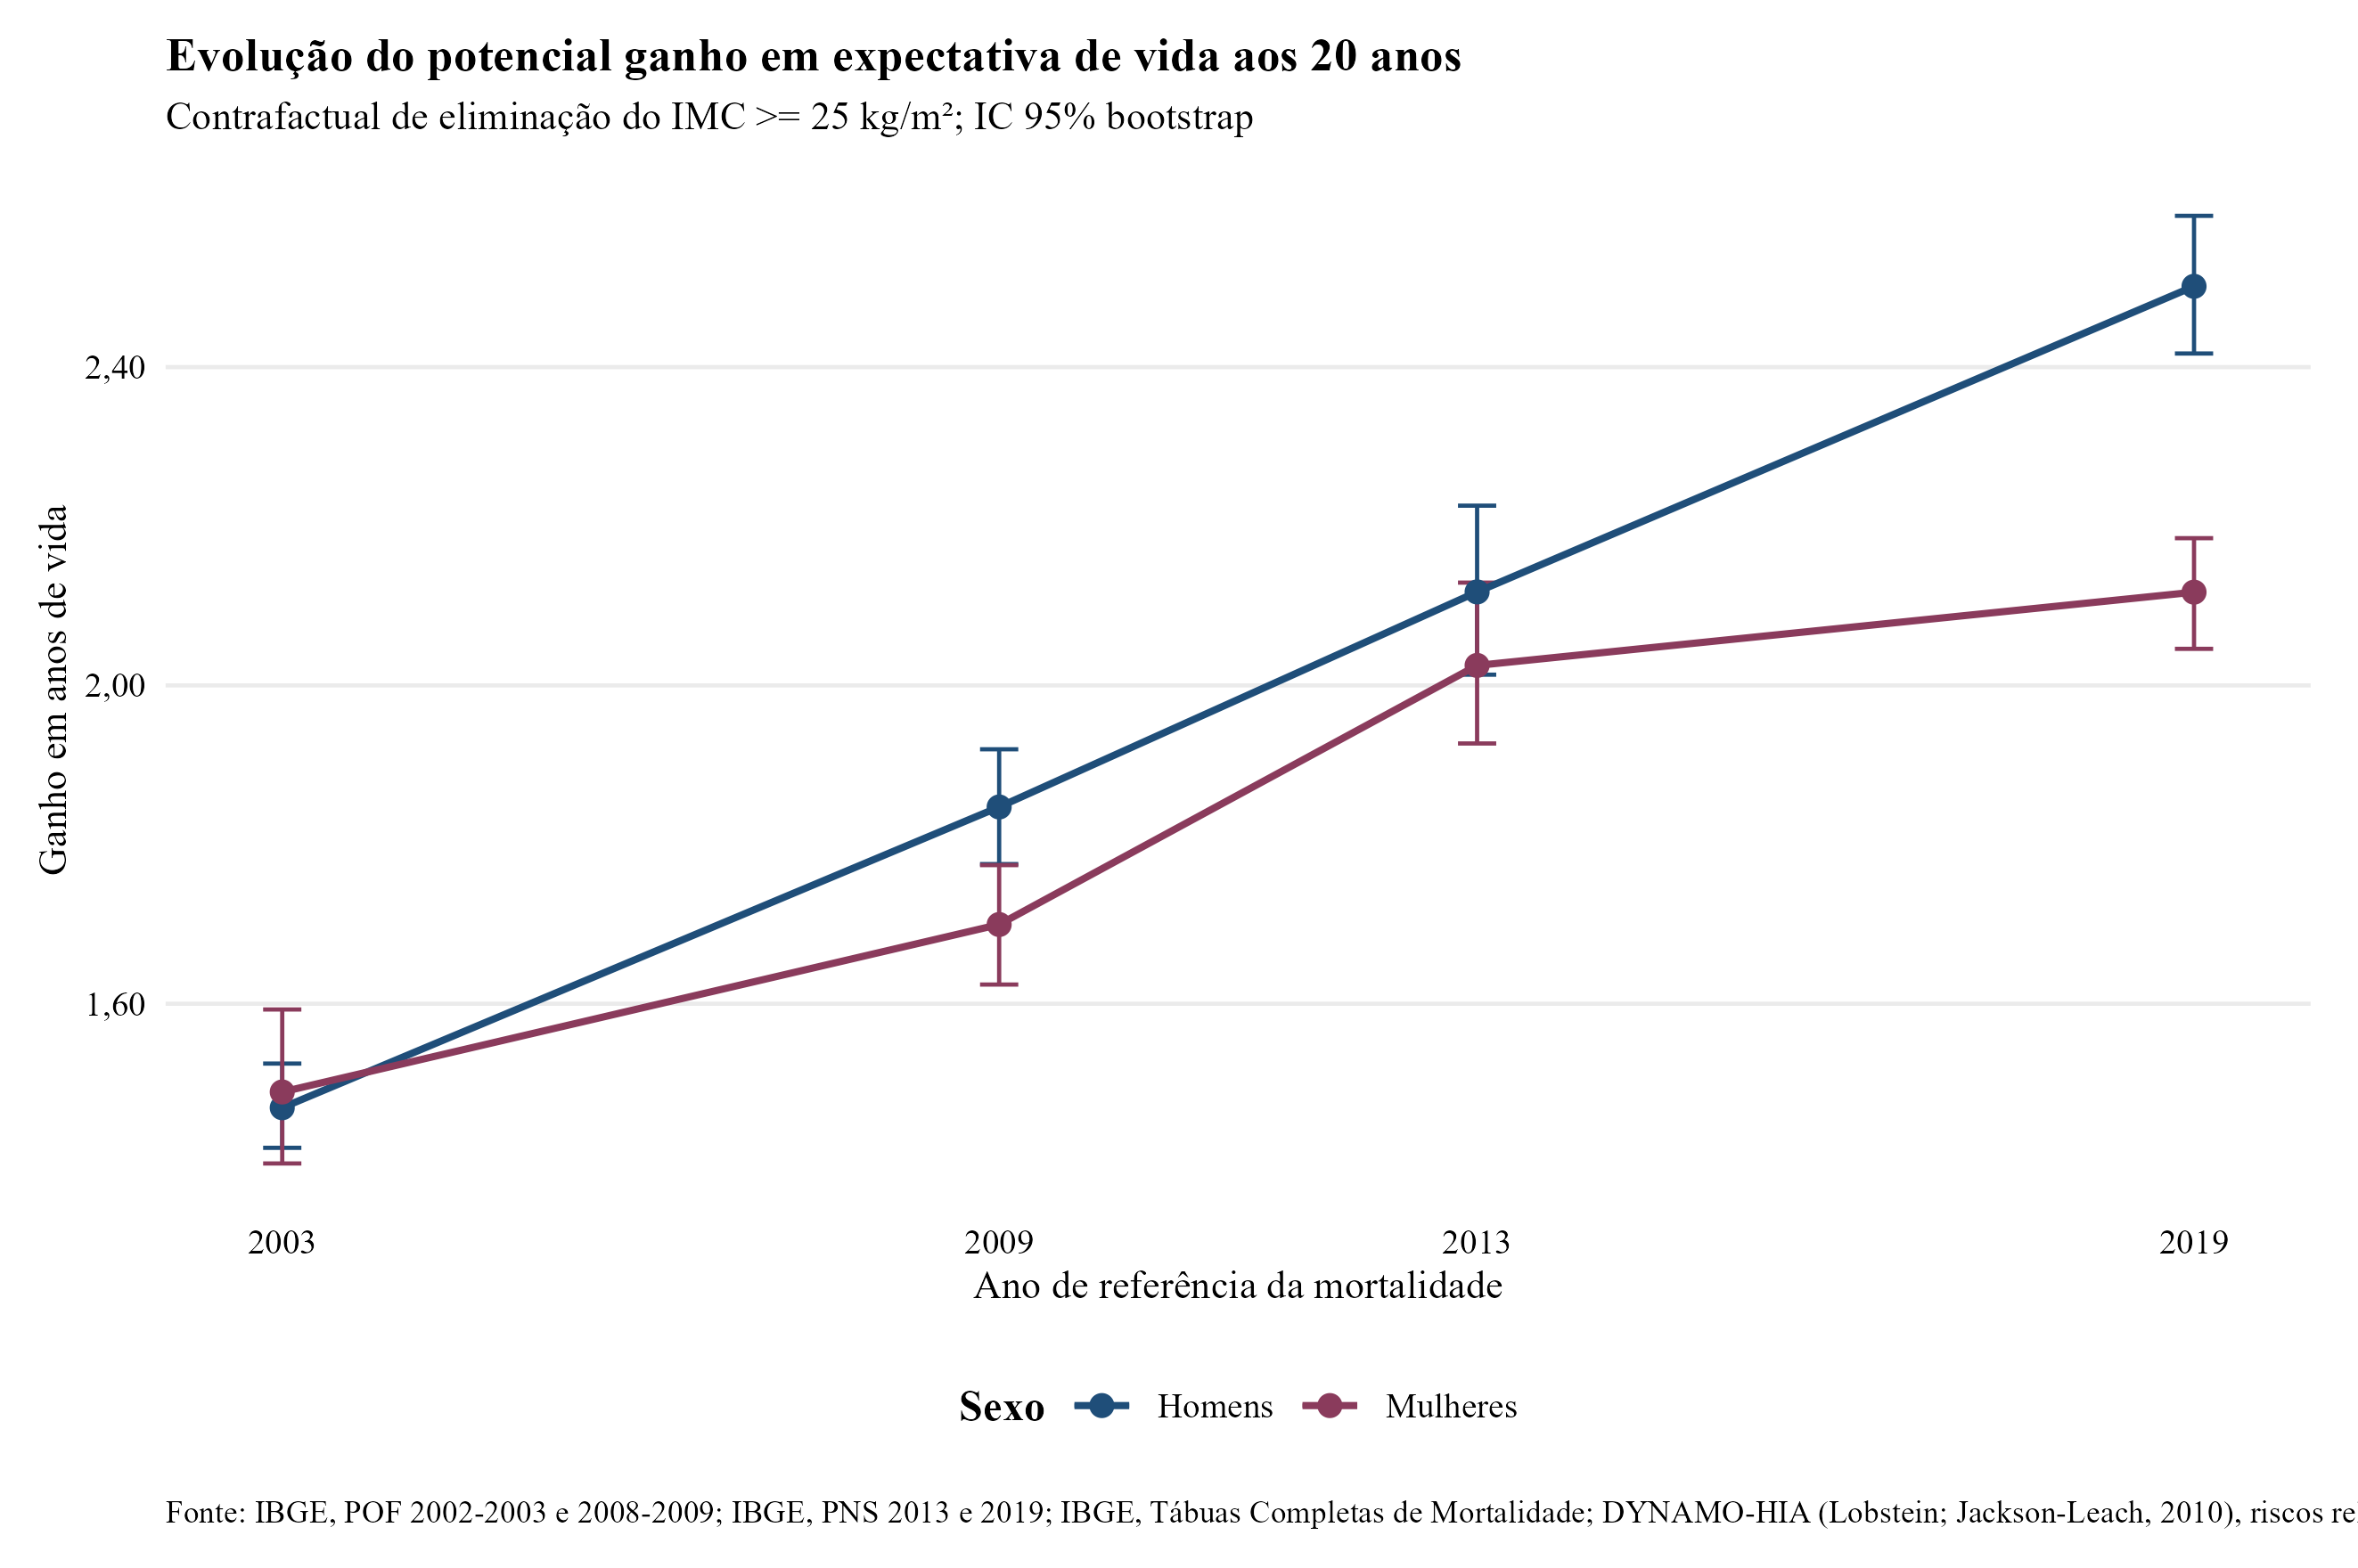 Evolução do potencial ganho em expectativa de vida aos 20 anos
Contrafactual de eliminação do IMC >= 25 kg/m²; IC 95% bootstrap
Ganho em anos de vida
2,40
2,00
1,60
2003
2009
2013
2019
Ano de referência da mortalidade
Sexo
Homens
Mulheres
Fonte: IBGE, POF 2002-2003 e 2008-2009; IBGE, PNS 2013 e 2019; IBGE, Tábuas Completas de Mortalidade; DYNAMO-HIA (Lobstein; Jackson-Leach, 2010), riscos